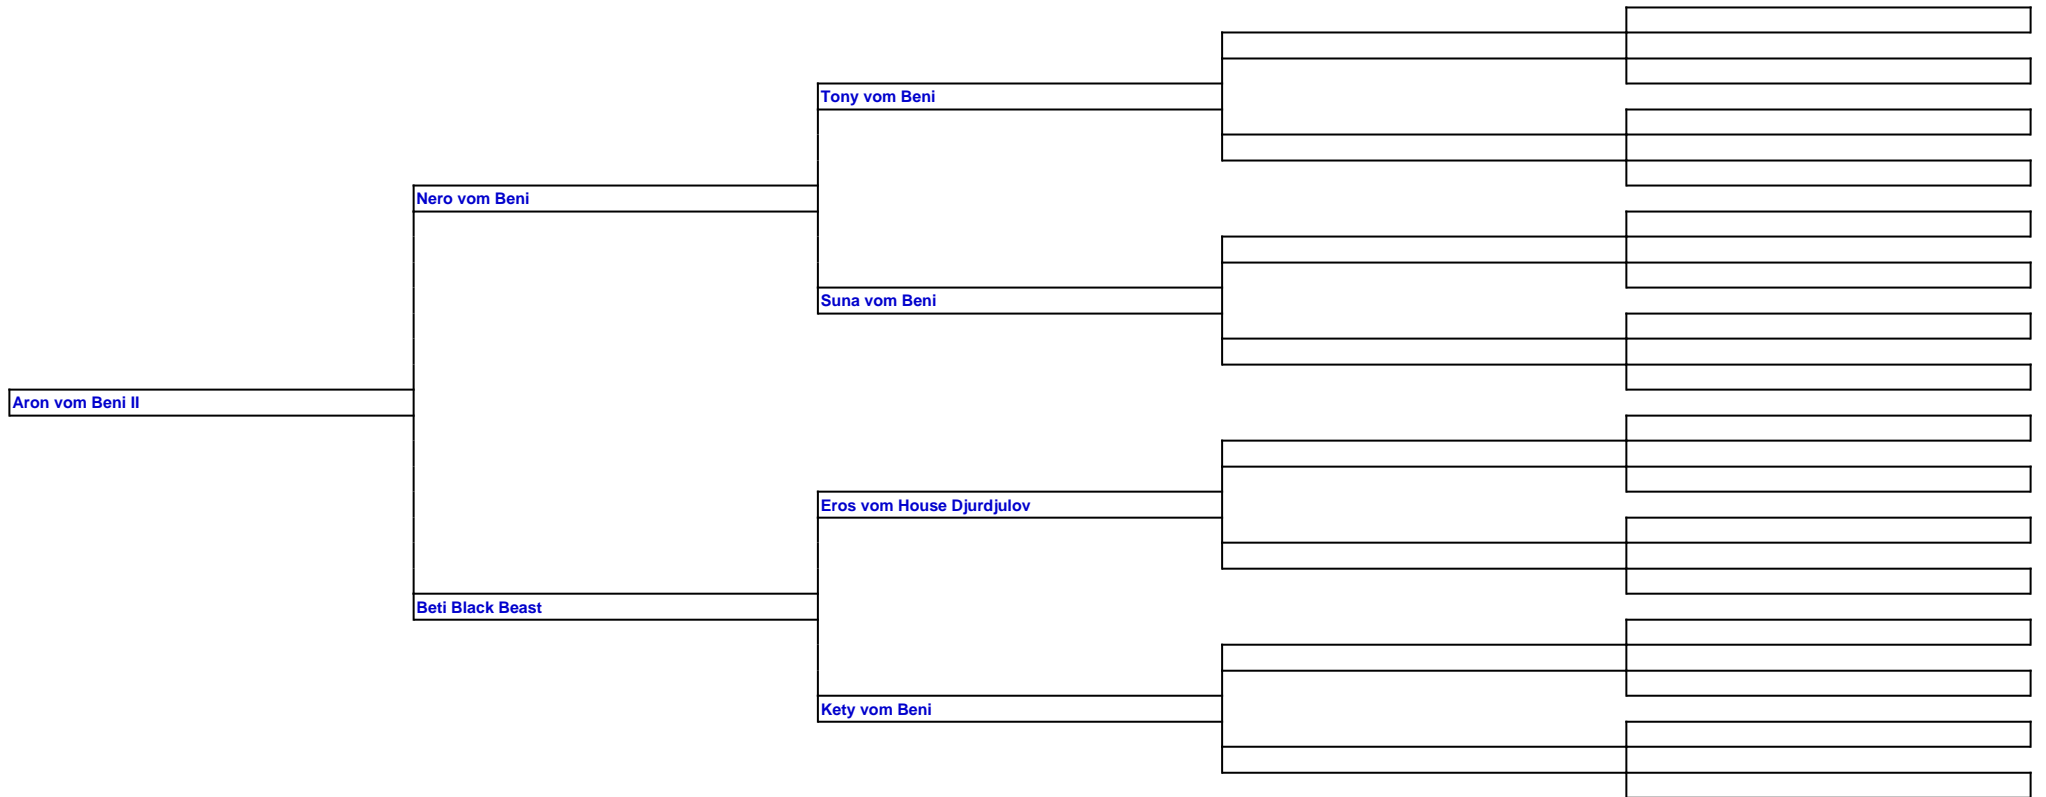 Tony vom Beni
Nero vom Beni
Suna vom Beni
Aron vom Beni II
Eros vom House Djurdjulov
Beti Black Beast
Kety vom Beni